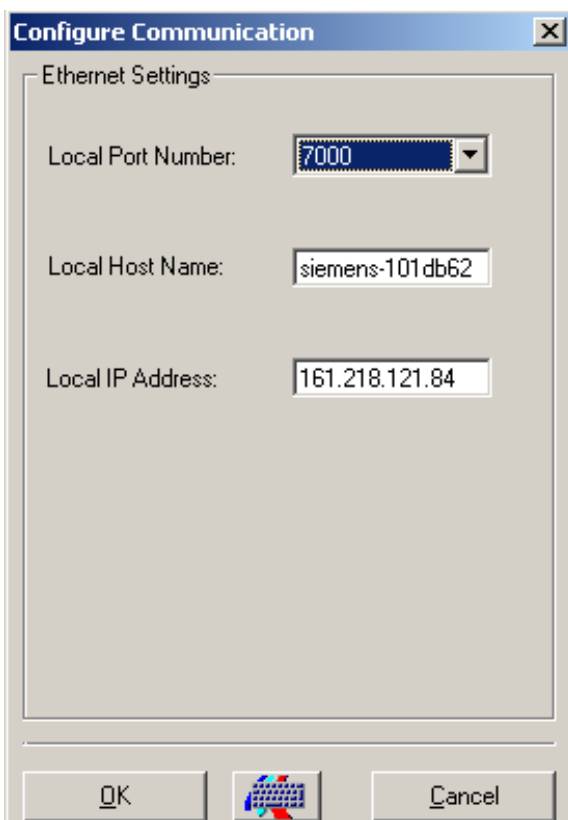 Configure Communication
Ethernet Settings
Local Port Number: 7000
Local Host Name: siemens-101db62
Local IP Address: 161.218.121.84
OK Cancel